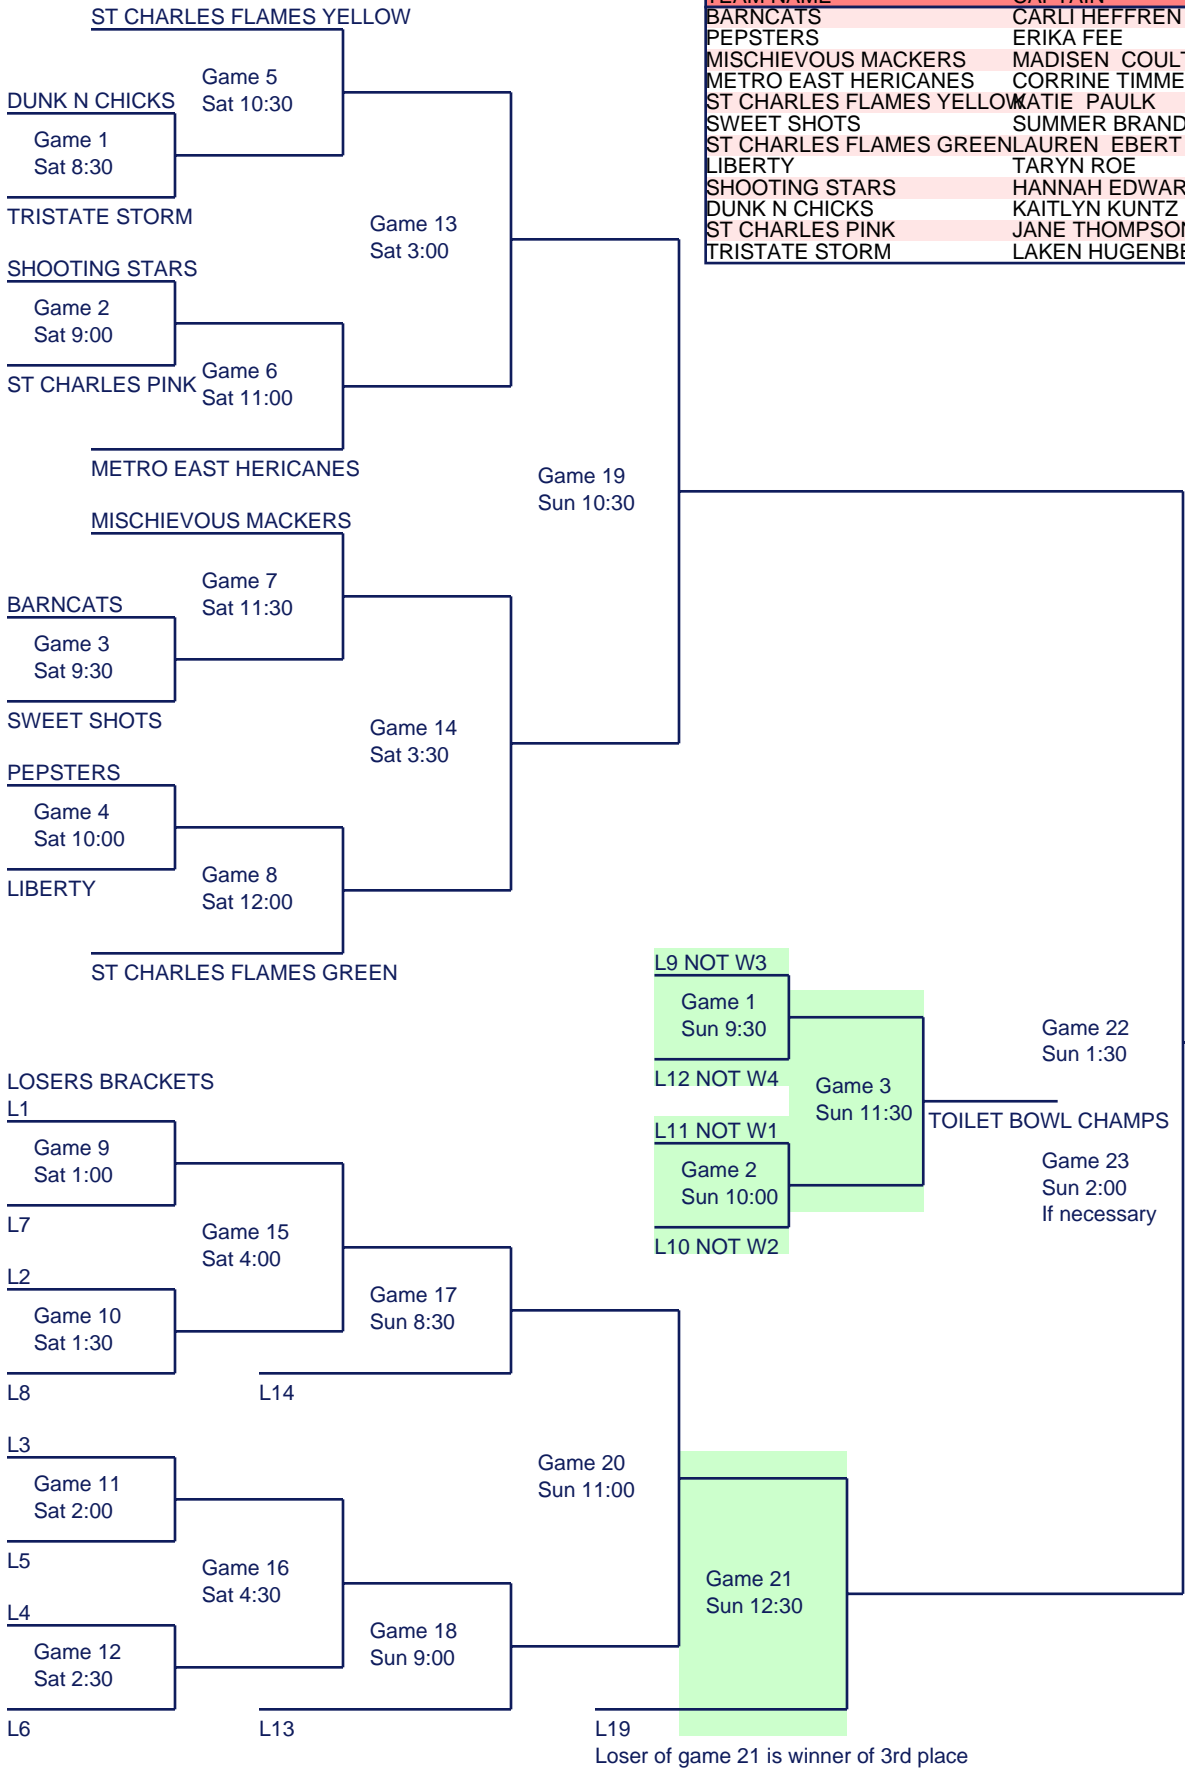 ST CHARLES FLAMES YELLOW
Game 5
Sat 10:30
DUNK N CHICKS
Game 1
Sat 8:30
TRISTATE STORM
Game 13
Sat 3:00
SHOOTING STARS
Game 2
Sat 9:00
ST CHARLES PINK
Game 6
Sat 11:00
METRO EAST HERICANES
Game 19
Sun 10:30
MISCHIEVOUS MACKERS
Game 7
Sat 11:30
BARNCATS
Game 3
Sat 9:30
SWEET SHOTS
Game 14
Sat 3:30
PEPSTERS
Game 4
Sat 10:00
LIBERTY
Game 8
Sat 12:00
ST CHARLES FLAMES GREEN
TEAM NAME CAPTAIN
BARNCATS CARLI HEFFREN
PEPSTERS ERIKA FEE
MISCHIEVOUS MACKERS MADISEN COULT
METRO EAST HERICANES CORRINE TIMME
ST CHARLES FLAMES YELLOW KATIE PAULK
SWEET SHOTS SUMMER BRAND
ST CHARLES FLAMES GREEN LAUREN EBERT
LIBERTY TARYN ROE
SHOOTING STARS HANNAH EDWAR
DUNK N CHICKS KAITLYN KUNTZ
ST CHARLES PINK JANE THOMPSON
TRISTATE STORM LAKEN HUGENBE
L9 NOT W3
Game 1
Sun 9:30
L12 NOT W4
Game 3
Sun 11:30
L11 NOT W1
Game 2
Sun 10:00
L10 NOT W2
TOILET BOWL CHAMPS
Game 22
Sun 1:30
Game 23
Sun 2:00
If necessary
LOSERS BRACKETS
L1
Game 9
Sat 1:00
L7
Game 15
Sat 4:00
L2
Game 10
Sat 1:30
L8
Game 17
Sun 8:30
L14
L3
Game 11
Sat 2:00
L5
Game 16
Sat 4:30
L4
Game 12
Sat 2:30
L6
Game 18
Sun 9:00
L13
Game 20
Sun 11:00
Game 21
Sun 12:30
L19
Loser of game 21 is winner of 3rd place